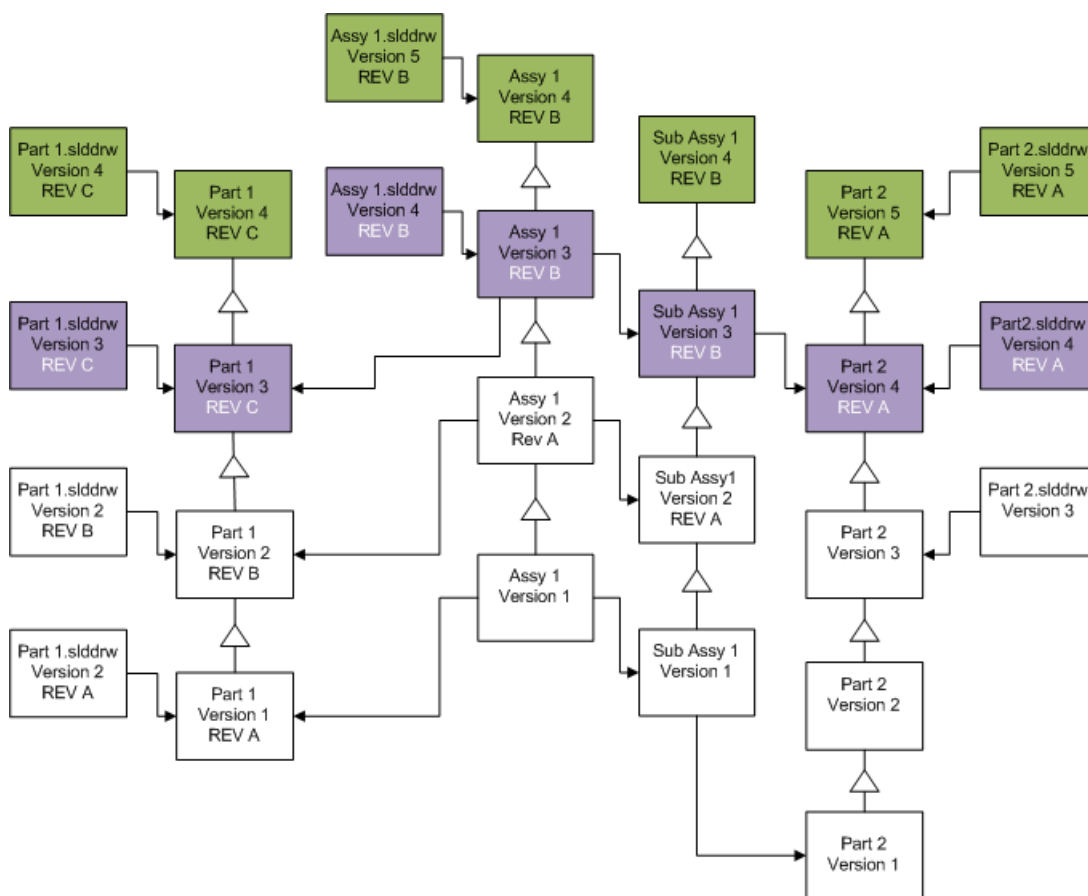 Assy 1.slddrw
Version 5
REV B
Assy 1
Version 4
REV B
Sub Assy 1
Version 4
REV B
Part 1.slddrw
Version 4
REV C
Part 2.slddrw
Version 5
REV A
Part 1
Version 4
REV C
Assy 1.slddrw
Version 4
REV B
Part 2
Version 5
REV A
Assy 1
Version 3
REV B
Sub Assy 1
Version 3
REV B
Part 1.slddrw
Version 3
REV C
Part2.slddrw
Version 4
REV A
Part 1
Version 3
REV C
Part 2
Version 4
REV A
Assy 1
Version 2
Rev A
Sub Assy1
Version 2
REV A
Part 1.slddrw
Version 2
REV B
Part 2.slddrw
Version 3
Part 1
Version 2
REV B
Part 2
Version 3
Assy 1
Version 1
Sub Assy 1
Version 1
Part 1.slddrw
Version 2
REV A
Part 1
Version 1
REV A
Part 2
Version 2
Part 2
Version 1